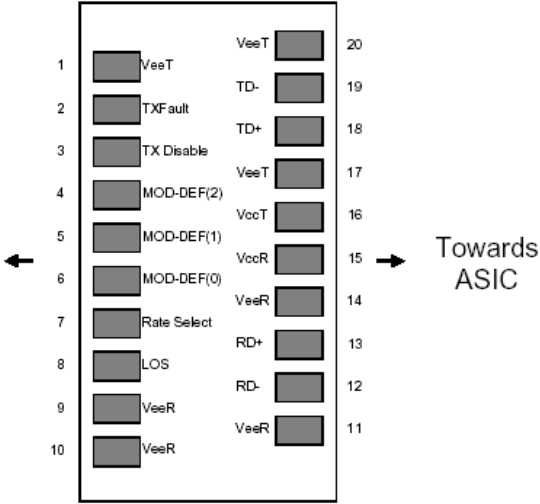 1 VeeT
2 TXFault
3 TX Disable
4 MOD-DEF(2)
5 MOD-DEF(1)
6 MOD-DEF(0)
7 Rate Select
8 LOS
9 VeeR
10 VeeR
VeeT 20
TD- 19
TD+ 18
VeeT 17
VccT 16
VccR 15
VeeR 14
RD+ 13
RD- 12
VeeR 11
Towards
ASIC